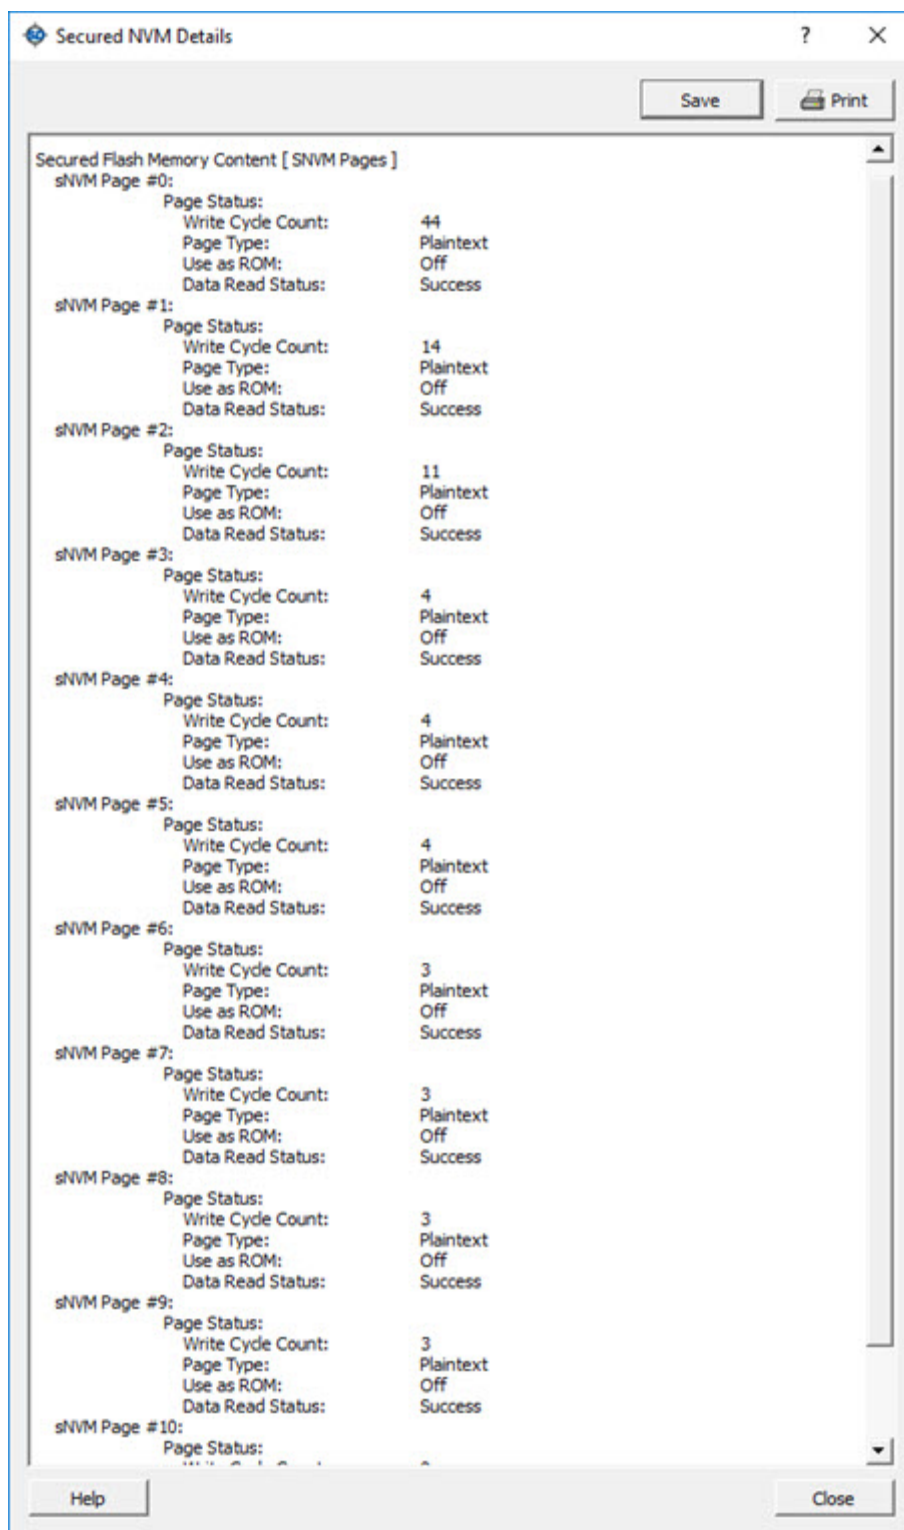 Secured NVM Details
? X
Save Print
Secured Flash Memory Content [ SNVM Pages ]
sNVM Page #0:
Page Status:
Write Cycle Count: 44
Page Type: Plaintext
Use as ROM: Off
Data Read Status: Success
sNVM Page #1:
Page Status:
Write Cycle Count: 14
Page Type: Plaintext
Use as ROM: Off
Data Read Status: Success
sNVM Page #2:
Page Status:
Write Cycle Count: 11
Page Type: Plaintext
Use as ROM: Off
Data Read Status: Success
sNVM Page #3:
Page Status:
Write Cycle Count: 4
Page Type: Plaintext
Use as ROM: Off
Data Read Status: Success
sNVM Page #4:
Page Status:
Write Cycle Count: 4
Page Type: Plaintext
Use as ROM: Off
Data Read Status: Success
sNVM Page #5:
Page Status:
Write Cycle Count: 4
Page Type: Plaintext
Use as ROM: Off
Data Read Status: Success
sNVM Page #6:
Page Status:
Write Cycle Count: 3
Page Type: Plaintext
Use as ROM: Off
Data Read Status: Success
sNVM Page #7:
Page Status:
Write Cycle Count: 3
Page Type: Plaintext
Use as ROM: Off
Data Read Status: Success
sNVM Page #8:
Page Status:
Write Cycle Count: 3
Page Type: Plaintext
Use as ROM: Off
Data Read Status: Success
sNVM Page #9:
Page Status:
Write Cycle Count: 3
Page Type: Plaintext
Use as ROM: Off
Data Read Status: Success
sNVM Page #10:
Page Status:
Help Close